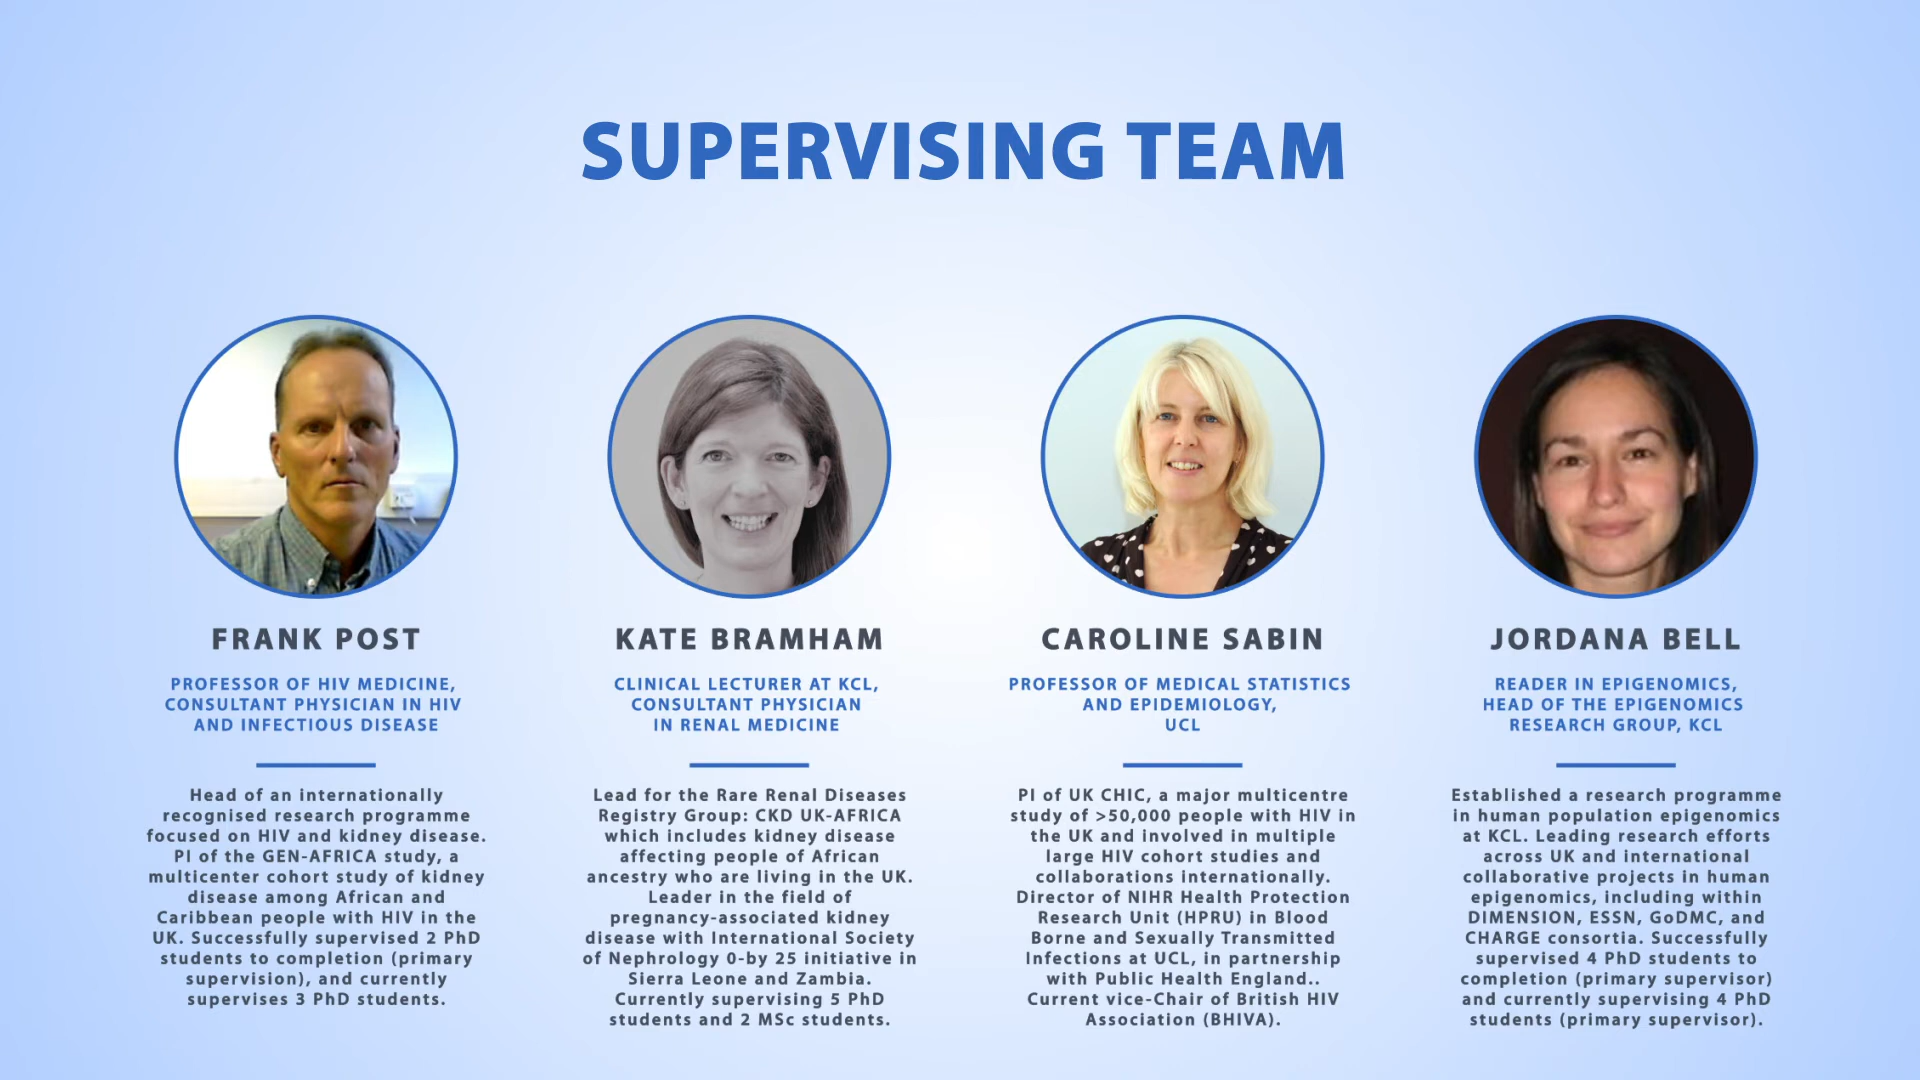 SUPERVISING TEAM
FRANK POST
PROFESSOR OF HIV MEDICINE,
CONSULTANT PHYSICIAN IN HIV
AND INFECTIOUS DISEASE
Head of an internationally
recognised research programme
focused on HIV and kidney disease.
PI of the GEN-AFRICA study, a
multicenter cohort study of kidney
disease among African and
Caribbean people with HIV in the
UK. Successfully supervised 2 PhD
students to completion (primary
supervision), and currently
supervises 3 PhD students.
KATE BRAMHAM
CLINICAL LECTURER AT KCL,
CONSULTANT PHYSICIAN
IN RENAL MEDICINE
Lead for the Rare Renal Diseases
Registry Group: CKD UK-AFRICA
which includes kidney disease
affecting people of African
ancestry who are living in the UK.
Leader in the field of
pregnancy-associated kidney
disease with International Society
of Nephrology 0-by 25 initiative in
Sierra Leone and Zambia.
Currently supervising 5 PhD
students and 2 MSc students.
CAROLINE SABIN
PROFESSOR OF MEDICAL STATISTICS
AND EPIDEMIOLOGY,
UCL
PI of UK CHIC, a major multicentre
study of >50,000 people with HIV in
the UK and involved in multiple
large HIV cohort studies and
collaborations internationally.
Director of NIHR Health Protection
Research Unit (HPRU) in Blood
Borne and Sexually Transmitted
Infections at UCL, in partnership
with Public Health England..
Current vice-Chair of British HIV
Association (BHIVA).
JORDANA BELL
READER IN EPIGENOMICS,
HEAD OF THE EPIGENOMICS
RESEARCH GROUP, KCL
Established a research programme
in human population epigenomics
at KCL. Leading research efforts
across UK and international
collaborative projects in human
epigenomics, including within
DIMENSION, ESSN, GoDMC, and
CHARGE consortia. Successfully
supervised 4 PhD students to
completion (primary supervisor)
and currently supervising 4 PhD
students (primary supervisor).